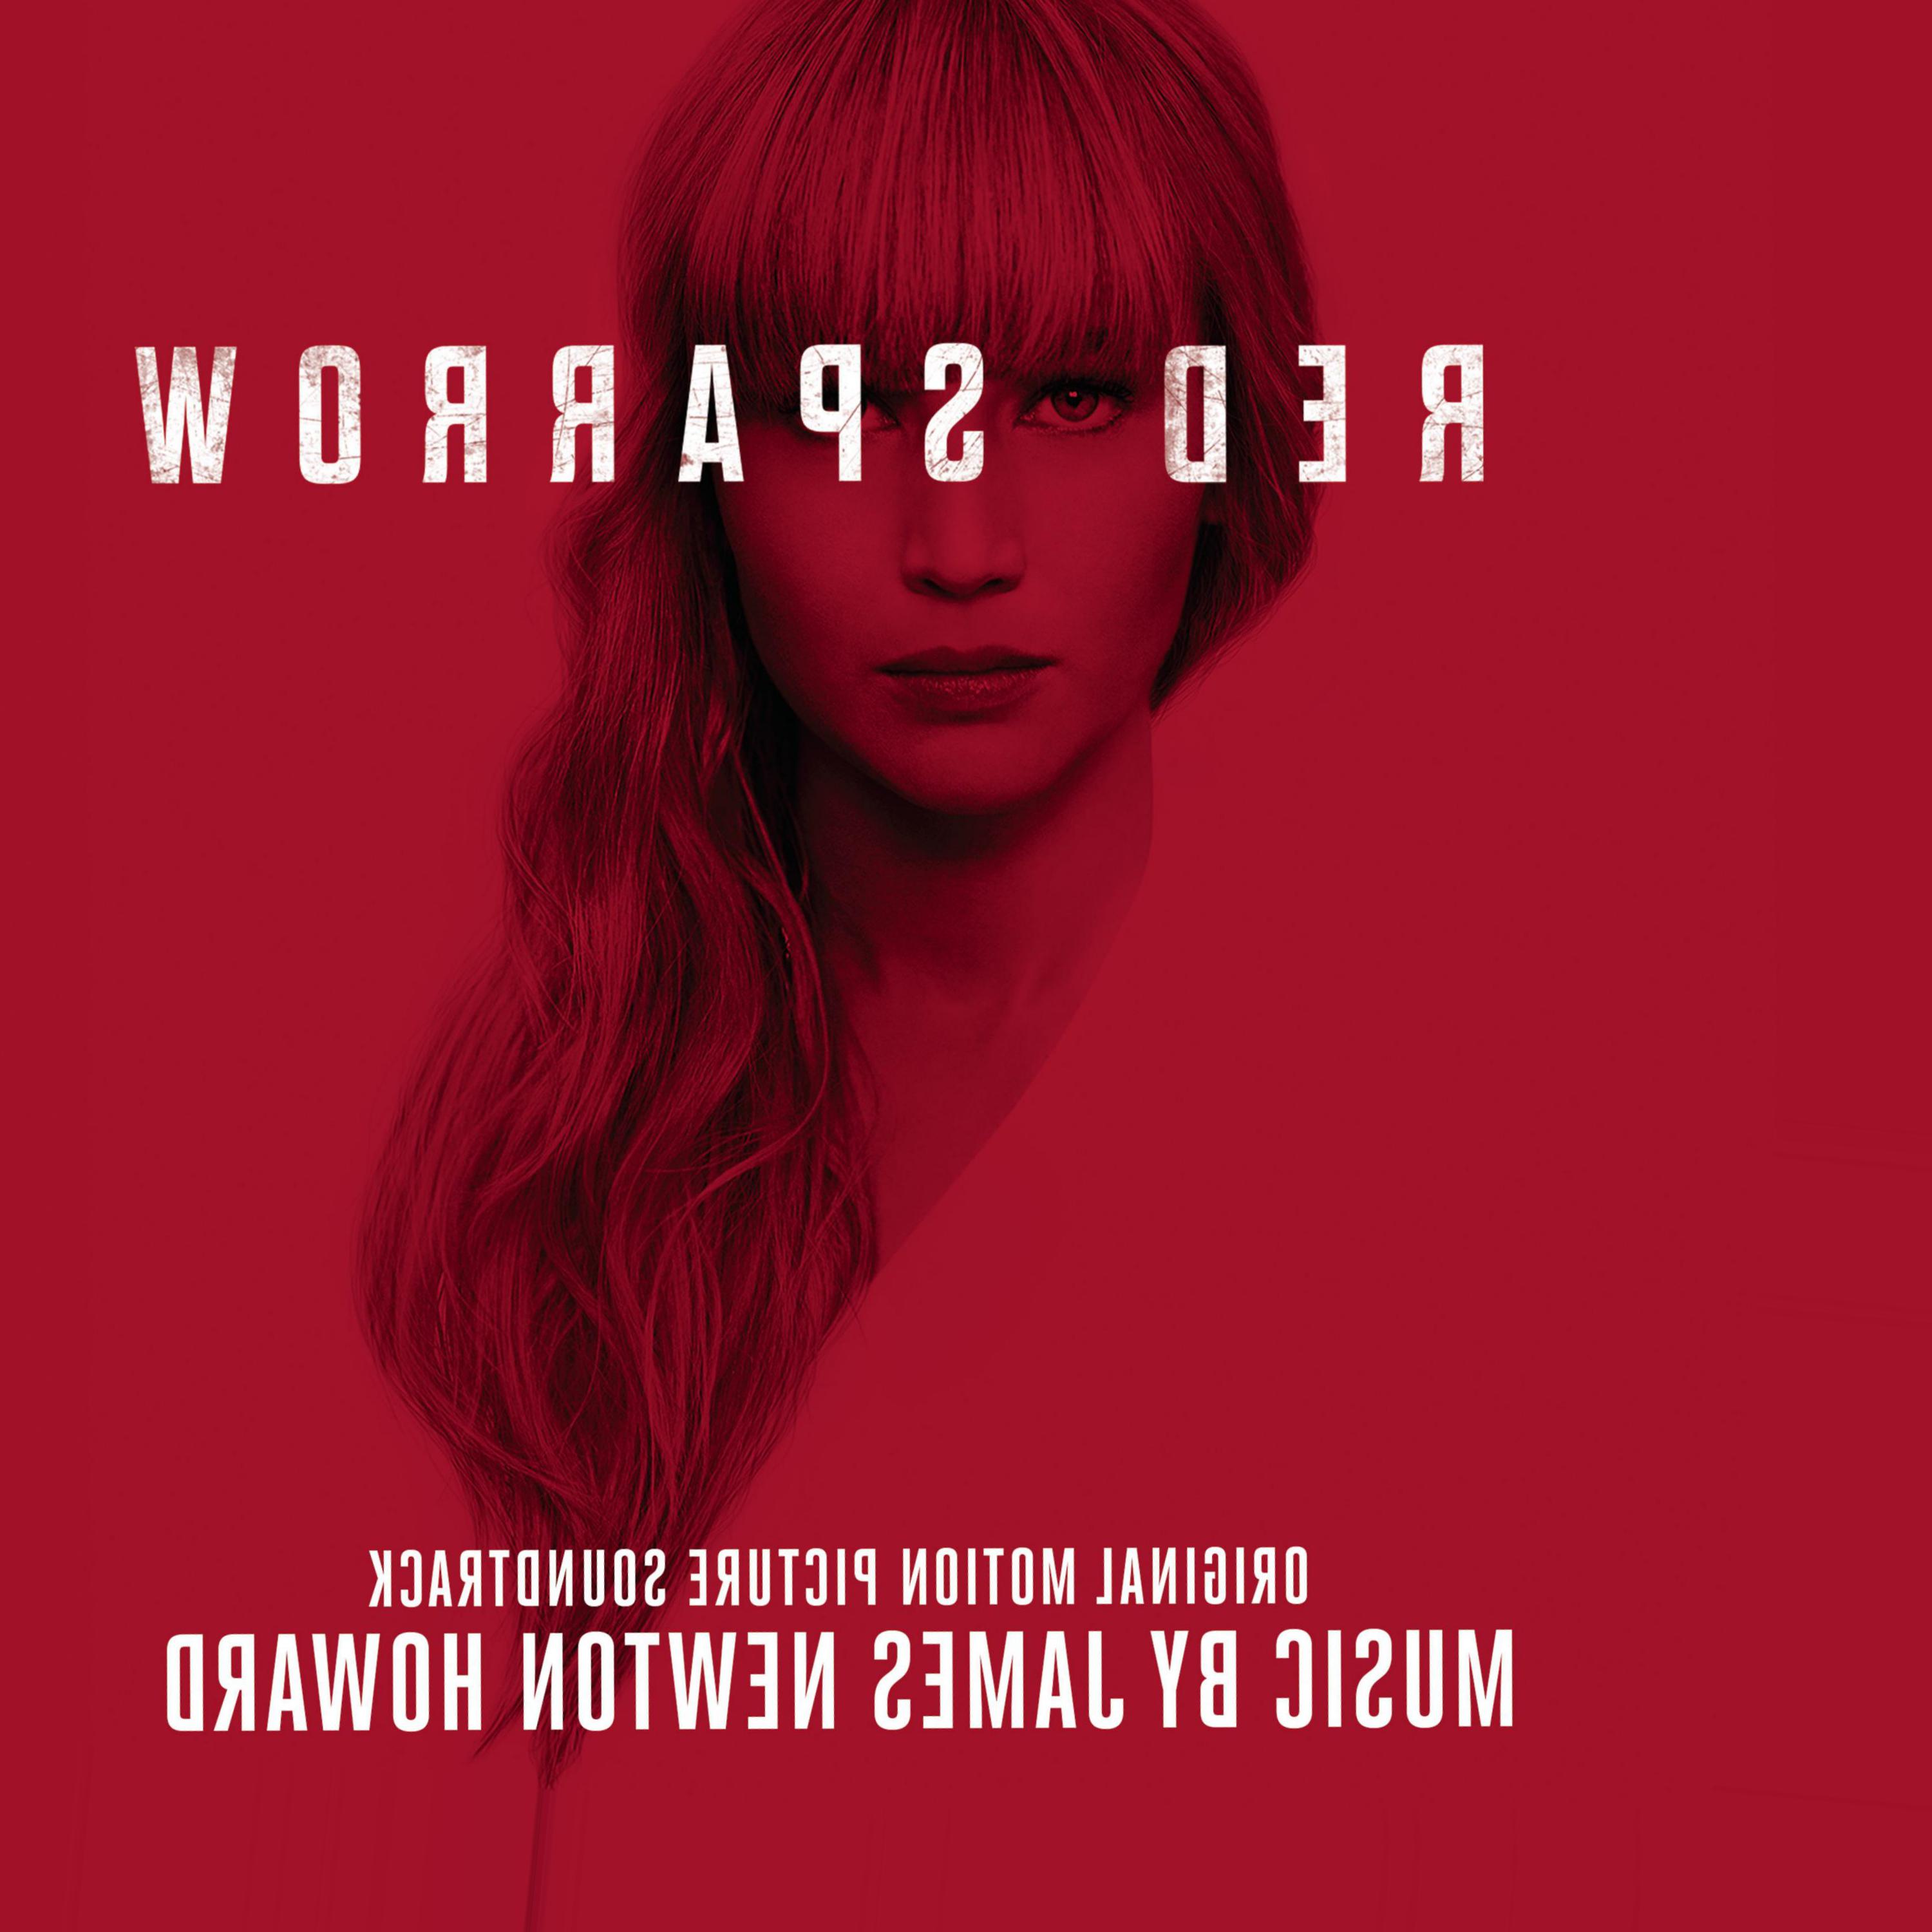 RED SPARROW
ORIGINAL MOTION PICTURE SOUNDTRACK
MUSIC BY JAMES NEWTON HOWARD